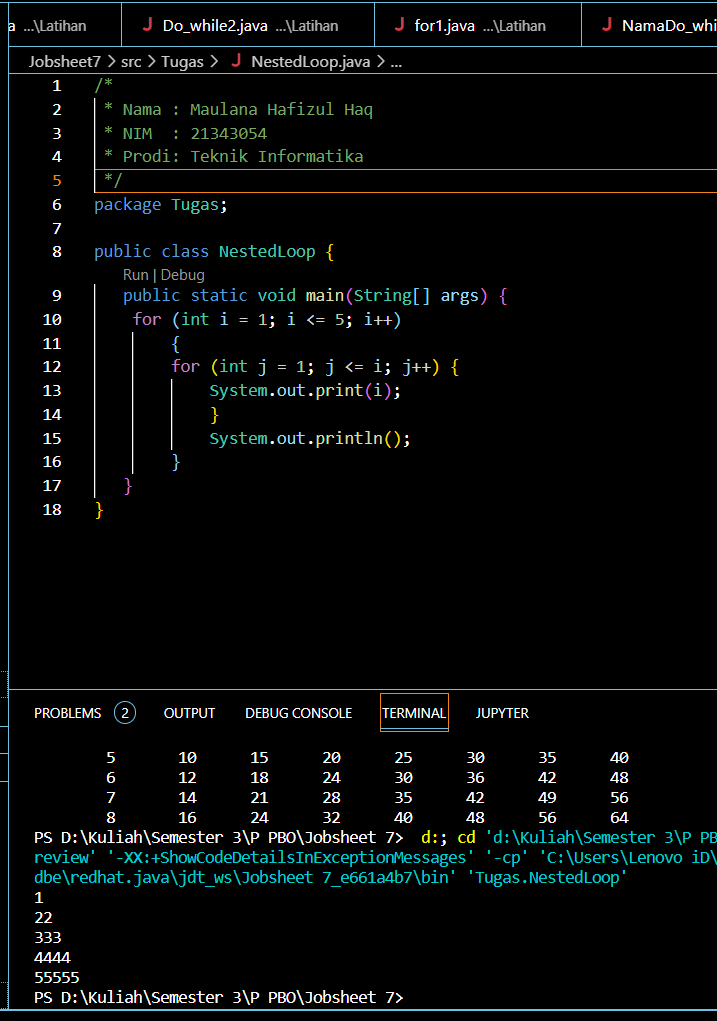 a ...\Latihan J Do_while2.java ...\Latihan J for1.java ...\Latihan J NamaDo_whi
Jobsheet7 > src > Tugas > J NestedLoop.java > ...
1 /*
2 * Nama : Maulana Hafizul Haq
3 * NIM  : 21343054
4 * Prodi: Teknik Informatika
5 */
6 package Tugas;
7
8 public class NestedLoop {
Run | Debug
9 public static void main(String[] args) {
10 for (int i = 1; i <= 5; i++)
11 {
12 for (int j = 1; j <= i; j++) {
13 System.out.print(i);
14 }
15 System.out.println();
16 }
17 }
18 }
PROBLEMS 2 OUTPUT DEBUG CONSOLE TERMINAL JUPYTER
5 10 15 20 25 30 35 40
6 12 18 24 30 36 42 48
7 14 21 28 35 42 49 56
8 16 24 32 40 48 56 64
PS D:\Kuliah\Semester 3\P PBO\Jobsheet 7>  d:; cd 'd:\Kuliah\Semester 3\P PB
review' '-XX:+ShowCodeDetailsInExceptionMessages' '-cp' 'C:\Users\Lenovo iD\
dbe\redhat.java\jdt_ws\Jobsheet 7_e661a4b7\bin' 'Tugas.NestedLoop'
1
22
333
4444
55555
PS D:\Kuliah\Semester 3\P PBO\Jobsheet 7>